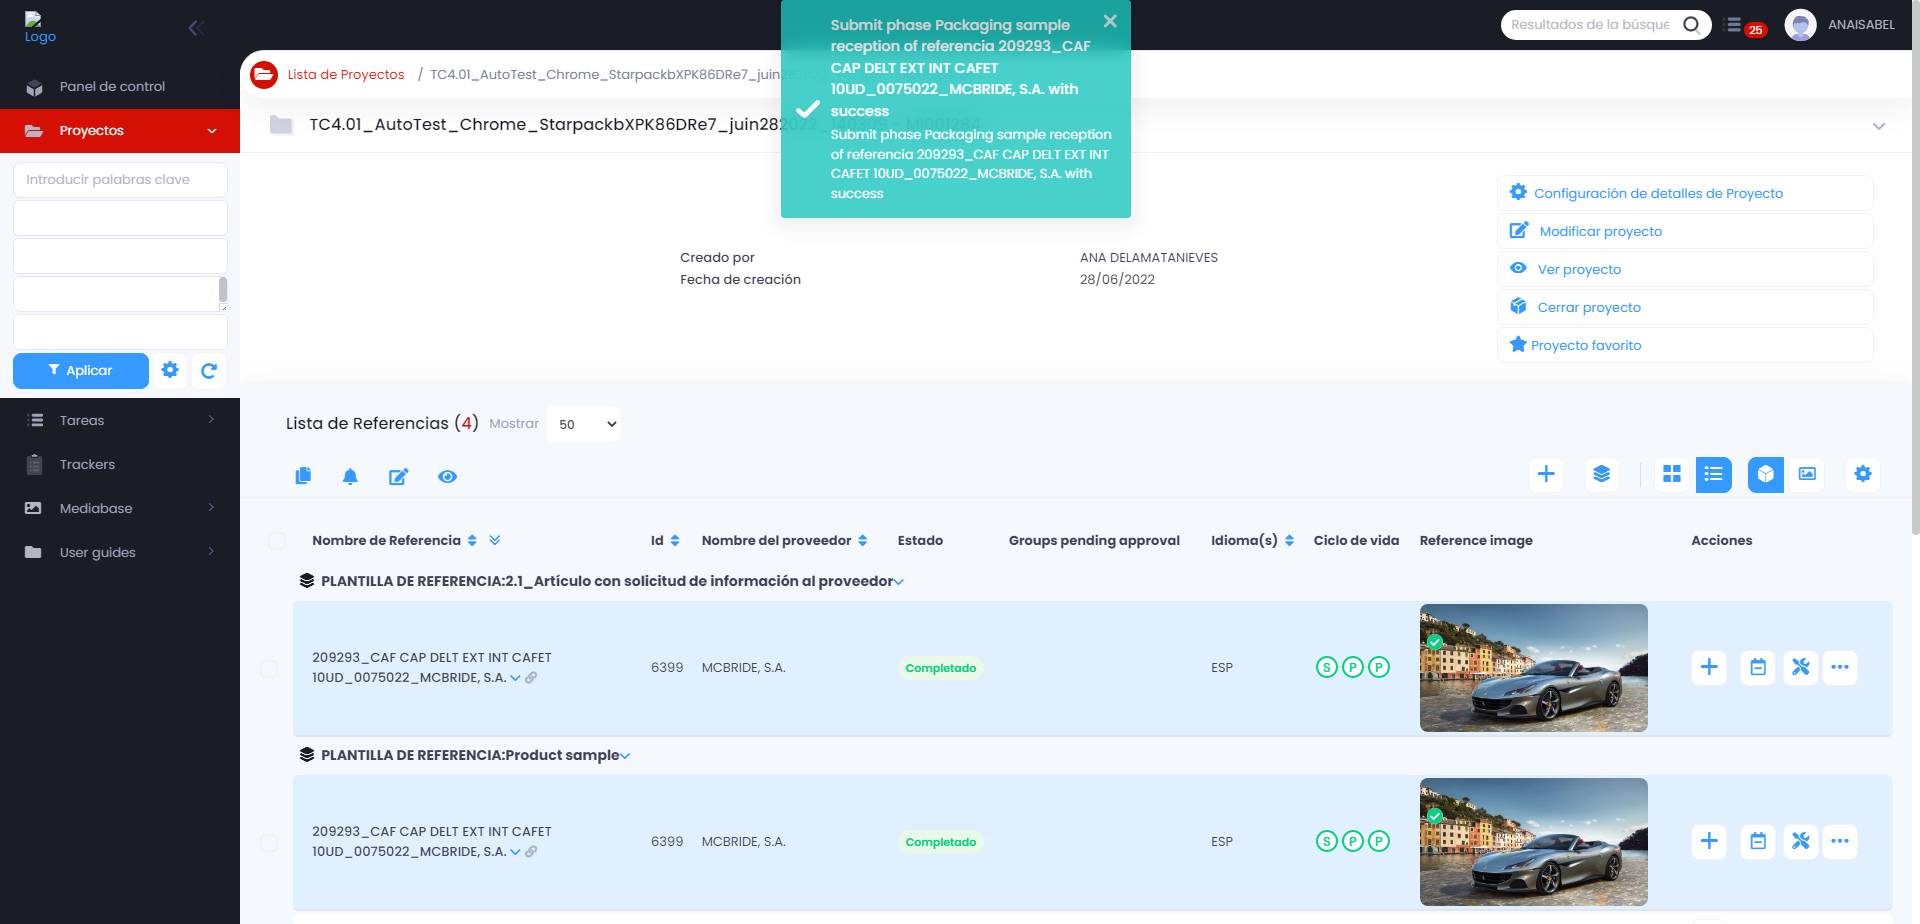 Logo
Resultados de la búsque
25
ANAISABEL
Panel de control
Proyectos
Introducir palabras clave
Aplicar
Tareas
Trackers
Mediabase
User guides
Lista de Proyectos / TC4.01_AutoTest_Chrome_StarpackbXPK86DRe7_juin
TC4.01_AutoTest_Chrome_StarpackbXPK86DRe7_juin282022
Submit phase Packaging sample
reception of referencia 209293_CAF
CAP DELT EXT INT CAFET
10UD_0075022_MCBRIDE, S.A. with
success
Submit phase Packaging sample reception
of referencia 209293_CAF CAP DELT EXT INT
CAFET 10UD_0075022_MCBRIDE, S.A. with
success
Creado por ANA DELAMATANIEVES
Fecha de creación 28/06/2022
Configuración de detalles de Proyecto
Modificar proyecto
Ver proyecto
Cerrar proyecto
Proyecto favorito
Lista de Referencias (4) Mostrar 50
Nombre de Referencia Id Nombre del proveedor Estado Groups pending approval Idioma(s) Ciclo de vida Reference image Acciones
PLANTILLA DE REFERENCIA:2.1_Artículo con solicitud de información al proveedor
209293_CAF CAP DELT EXT INT CAFET
10UD_0075022_MCBRIDE, S.A.
6399 MCBRIDE, S.A. Completado ESP S P P
PLANTILLA DE REFERENCIA:Product sample
209293_CAF CAP DELT EXT INT CAFET
10UD_0075022_MCBRIDE, S.A.
6399 MCBRIDE, S.A. Completado ESP S P P